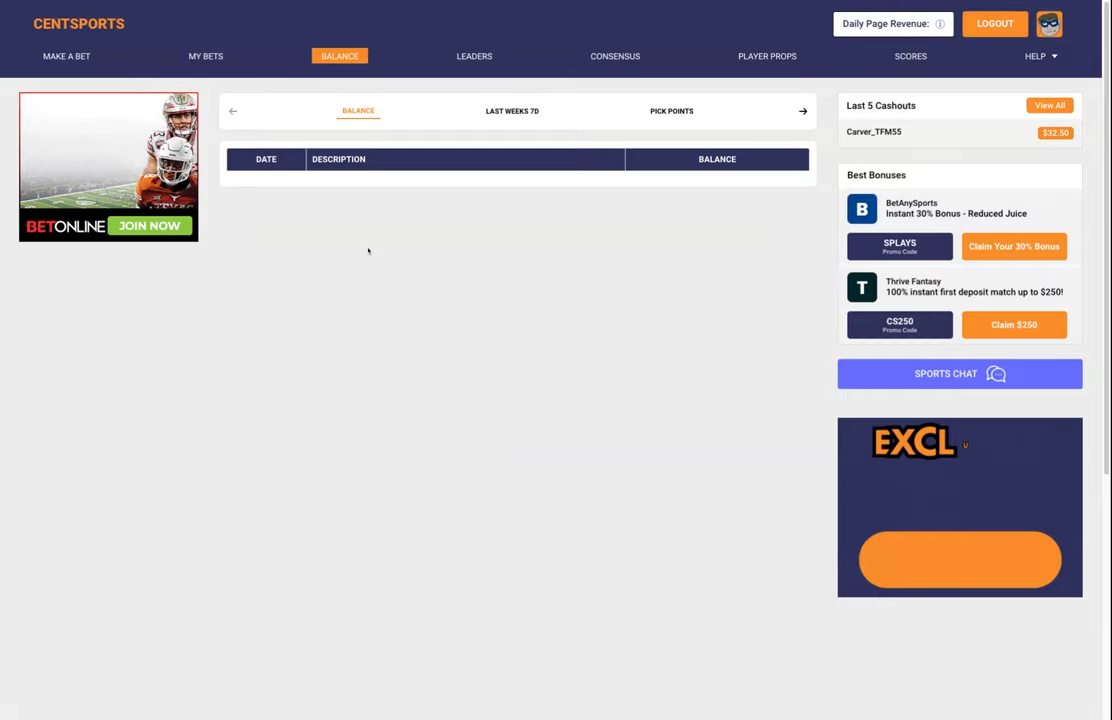 CENTSPORTS
Daily Page Revenue:
LOGOUT
MAKE A BET
MY BETS
BALANCE
LEADERS
CONSENSUS
PLAYER PROPS
SCORES
HELP
BETONLINE JOIN NOW
BALANCE
LAST WEEKS 7D
PICK POINTS
DATE
DESCRIPTION
BALANCE
Last 5 Cashouts
View All
Carver_TFM55
$32.50
Best Bonuses
B
BetAnySports
Instant 30% Bonus - Reduced Juice
SPLAYS
Promo Code
Claim Your 30% Bonus
T
Thrive Fantasy
100% instant first deposit match up to $250!
CS250
Promo Code
Claim $250
SPORTS CHAT
EXCLU